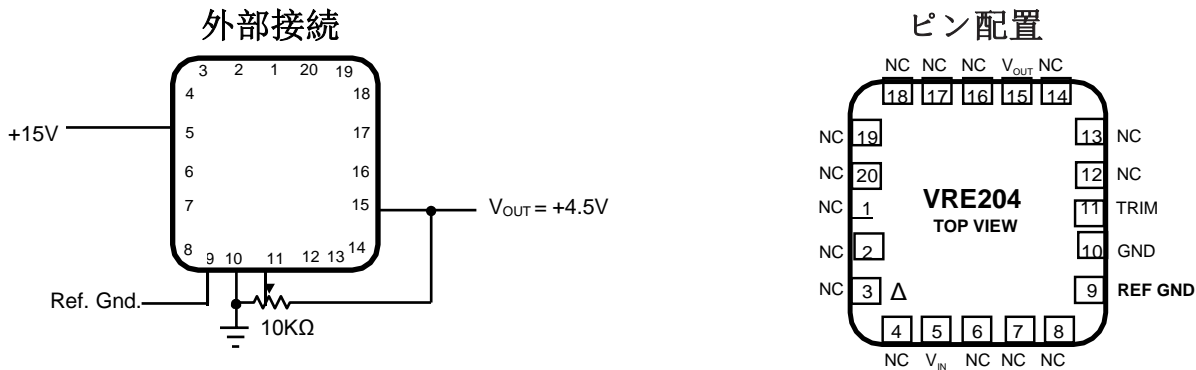 外部接続
3 2 1 20 19
4 18
5 17
+15V
6 16
7 15
V_OUT = +4.5V
8 14
9 10 11 12 13
Ref. Gnd.
10KΩ
ピン配置
NC NC NC V_OUT NC
18 17 16 15 14
NC 19 13 NC
NC 20 12 NC
VRE204
NC 1 11 TRIM
TOP VIEW
NC 2 10 GND
NC 3 Δ 9 REF GND
4 5 6 7 8
NC V_IN NC NC NC